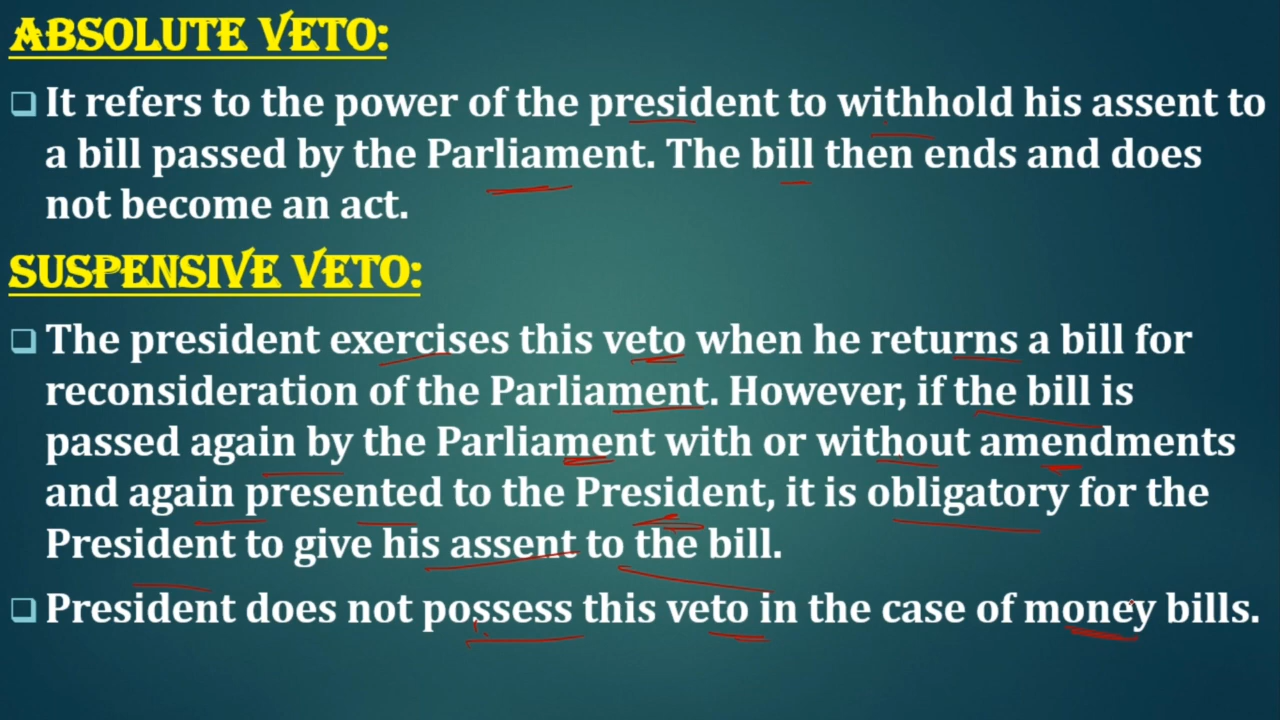 ABSOLUTE VETO:
It refers to the power of the president to withhold his assent to
a bill passed by the Parliament. The bill then ends and does
not become an act.
SUSPENSIVE VETO:
The president exercises this veto when he returns a bill for
reconsideration of the Parliament. However, if the bill is
passed again by the Parliament with or without amendments
and again presented to the President, it is obligatory for the
President to give his assent to the bill.
President does not possess this veto in the case of money bills.